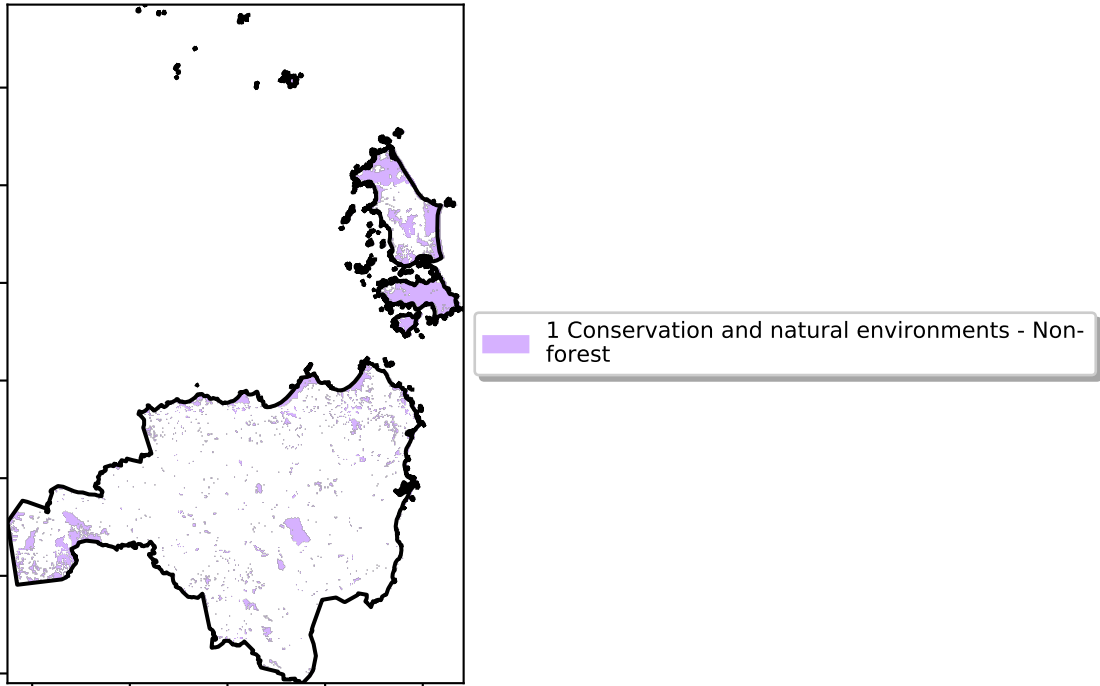 1 Conservation and natural environments - Non-
forest